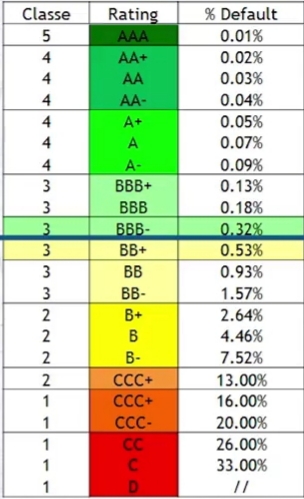 Classe Rating % Default
5 AAA 0.01%
4 AA+ 0.02%
4 AA 0.03%
4 AA- 0.04%
4 A+ 0.05%
4 A 0.07%
4 A- 0.09%
3 BBB+ 0.13%
3 BBB 0.18%
3 BBB- 0.32%
3 BB+ 0.53%
3 BB 0.93%
3 BB- 1.57%
2 B+ 2.64%
2 B 4.46%
2 B- 7.52%
2 CCC+ 13.00%
1 CCC+ 16.00%
1 CCC- 20.00%
1 CC 26.00%
1 C 33.00%
1 D //